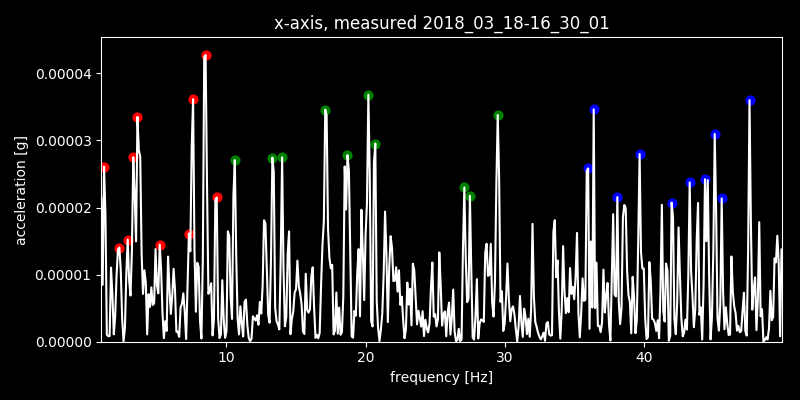 x-axis, measured 2018_03_18-16_30_01
acceleration [g]
0.00004
0.00003
0.00002
0.00001
0.00000
10 20 30 40
frequency [Hz]